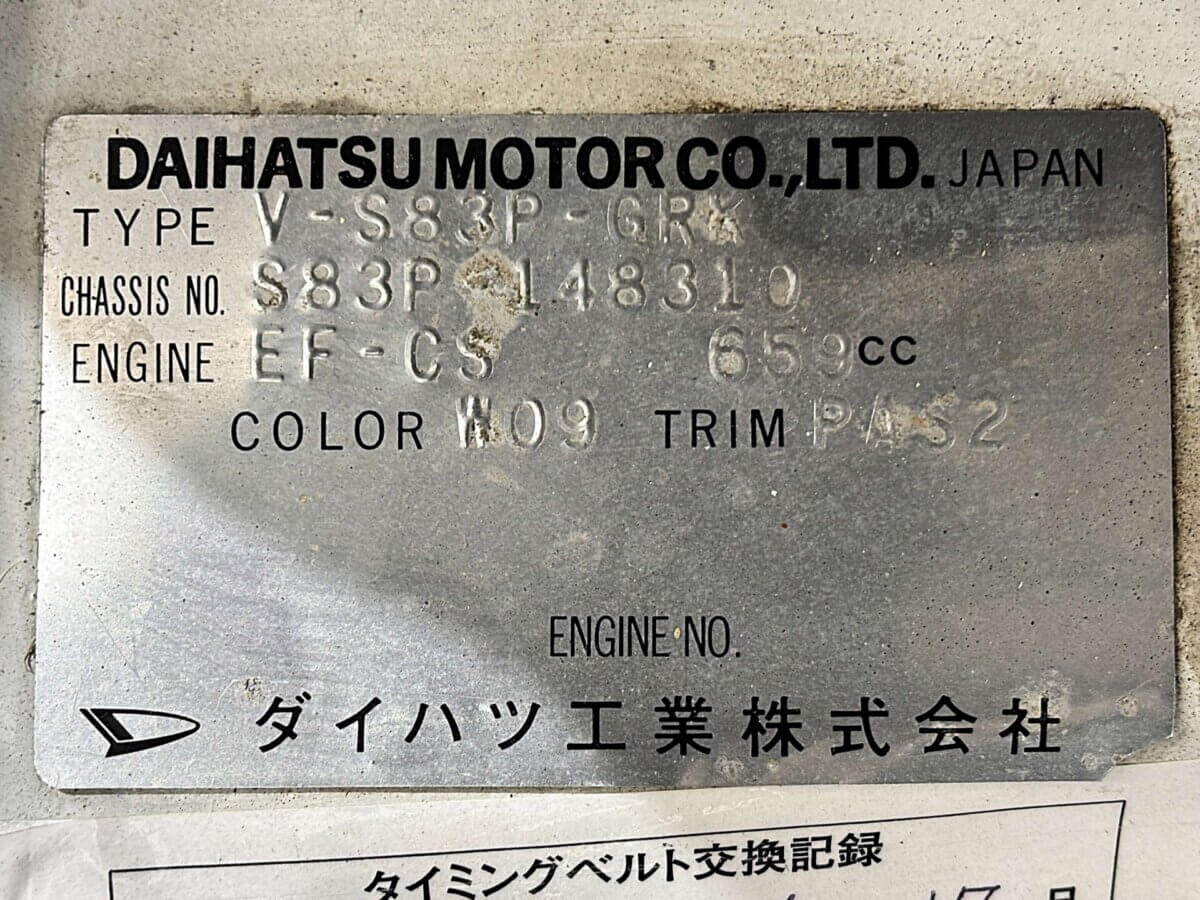 DAIHATSU MOTOR CO.,LTD. JAPAN
TYPE V-S83P-GRK
CHASSIS NO. S83P-148310
ENGINE EF-CS 659CC
COLOR W09 TRIM PAS2
ENGINE NO.
ダイハツ工業株式会社
タイミングベルト交換記録